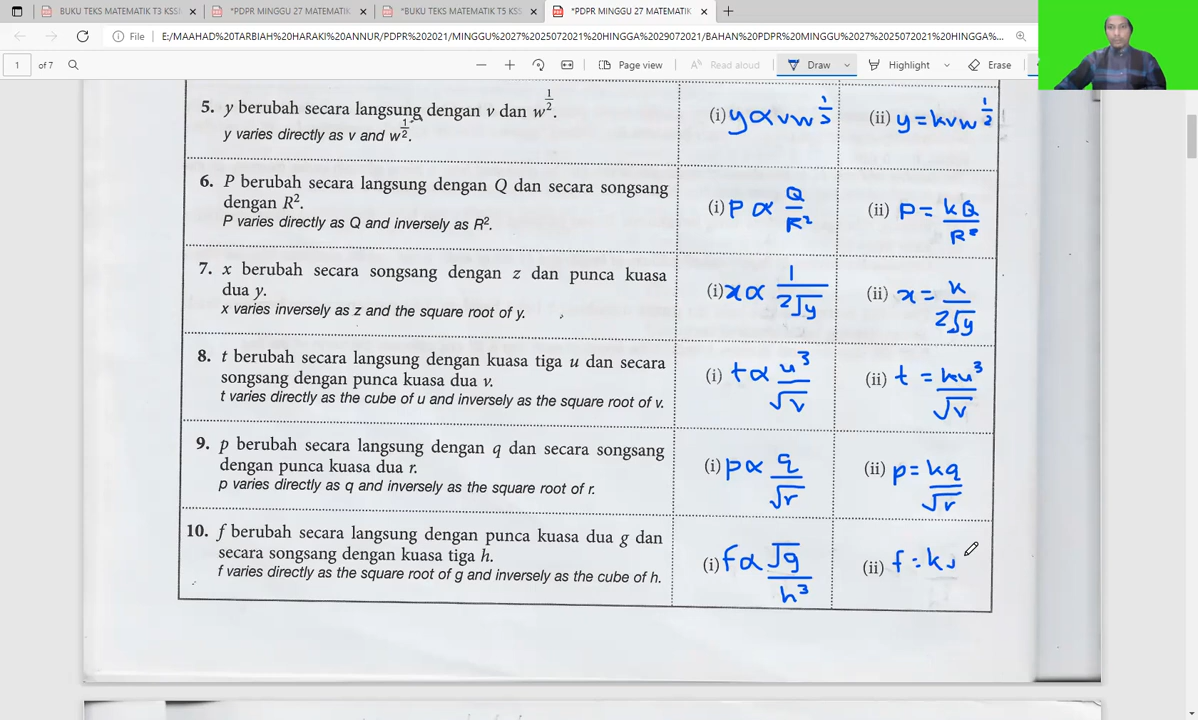 BUKU TEKS MATEMATIK T3 KSSM
*PDPR MINGGU 27 MATEMATIK
*BUKU TEKS MATEMATIK T5 KSS
*PDPR MINGGU 27 MATEMATIK
File
E:/MAAHAD%20TARBIAH%20HARAKI%20ANNUR/PDPR%202021/MINGGU%2027%2025072021%20HINGGA%2029072021/BAHAN%20PDPR%20MINGGU%2027%2025072021%20HINGGA%...
1 of 7
Page view
Read aloud
Draw
Highlight
Erase
5. y berubah secara langsung dengan v dan w^{1/2}.
y varies directly as v and w^{1/2}.
(i) y ∝ vw^{1/2}
(ii) y = kvw^{1/2}
6. P berubah secara langsung dengan Q dan secara songsang
dengan R².
P varies directly as Q and inversely as R².
(i) P ∝ Q/R²
(ii) P = kQ/R²
7. x berubah secara songsang dengan z dan punca kuasa
dua y.
x varies inversely as z and the square root of y.
(i) x ∝ 1/2√y
(ii) x = k/2√y
8. t berubah secara langsung dengan kuasa tiga u dan secara
songsang dengan punca kuasa dua v.
t varies directly as the cube of u and inversely as the square root of v.
(i) t ∝ u³/√v
(ii) t = ku³/√v
9. p berubah secara langsung dengan q dan secara songsang
dengan punca kuasa dua r.
p varies directly as q and inversely as the square root of r.
(i) p ∝ q/√r
(ii) p = kq/√r
10. f berubah secara langsung dengan punca kuasa dua g dan
secara songsang dengan kuasa tiga h.
f varies directly as the square root of g and inversely as the cube of h.
(i) f ∝ √g/h³
(ii) f = k